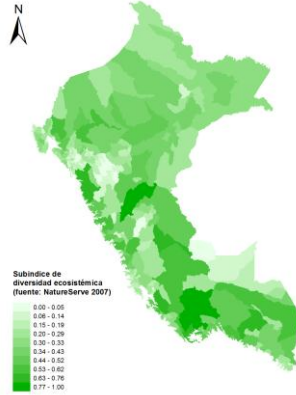 N
Subíndice de
diversidad ecosistémica
(fuente: NatureServe 2007)
0.00 - 0.05
0.06 - 0.14
0.15 - 0.19
0.20 - 0.29
0.30 - 0.33
0.34 - 0.43
0.44 - 0.52
0.53 - 0.62
0.63 - 0.76
0.77 - 1.00